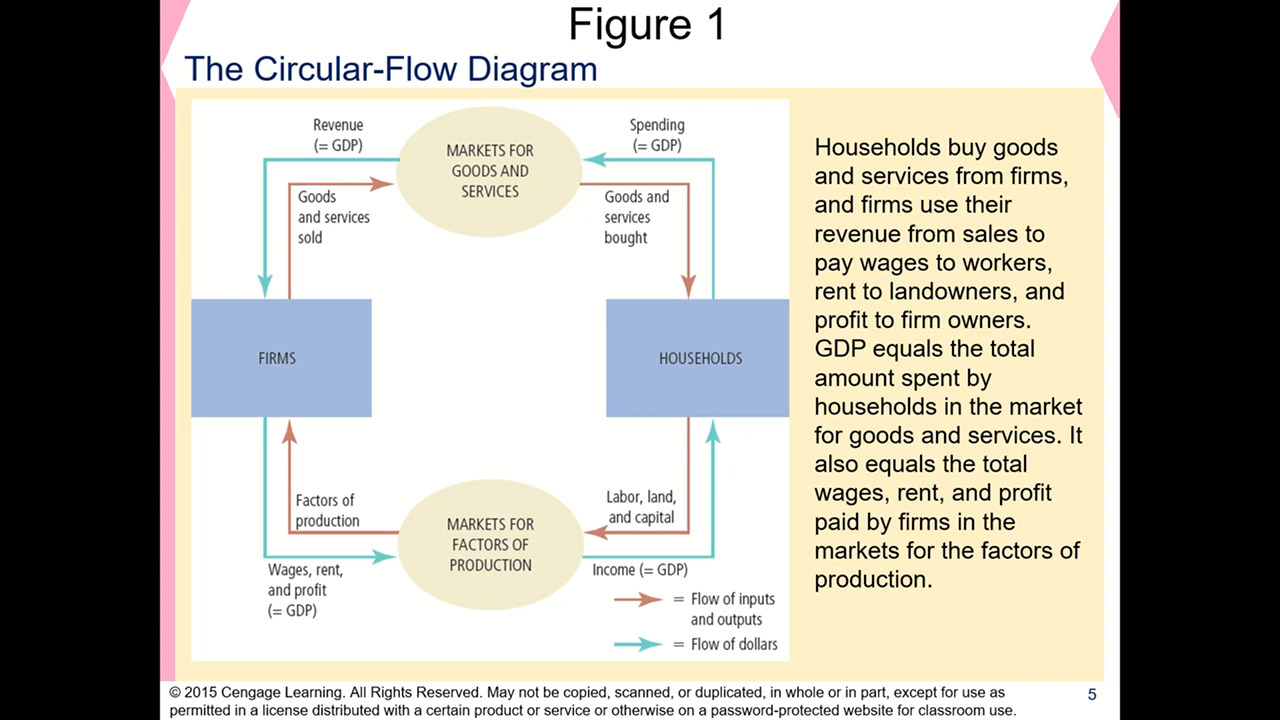 Figure 1
The Circular-Flow Diagram
Revenue
(= GDP)
Spending
(= GDP)
MARKETS FOR
GOODS AND
SERVICES
Goods
and services
sold
Goods and
services
bought
FIRMS
HOUSEHOLDS
Factors of
production
Labor, land,
and capital
MARKETS FOR
FACTORS OF
PRODUCTION
Wages, rent,
and profit
(= GDP)
Income (= GDP)
= Flow of inputs
and outputs
= Flow of dollars
Households buy goods
and services from firms,
and firms use their
revenue from sales to
pay wages to workers,
rent to landowners, and
profit to firm owners.
GDP equals the total
amount spent by
households in the market
for goods and services. It
also equals the total
wages, rent, and profit
paid by firms in the
markets for the factors of
production.
© 2015 Cengage Learning. All Rights Reserved. May not be copied, scanned, or duplicated, in whole or in part, except for use as
permitted in a license distributed with a certain product or service or otherwise on a password-protected website for classroom use.
5